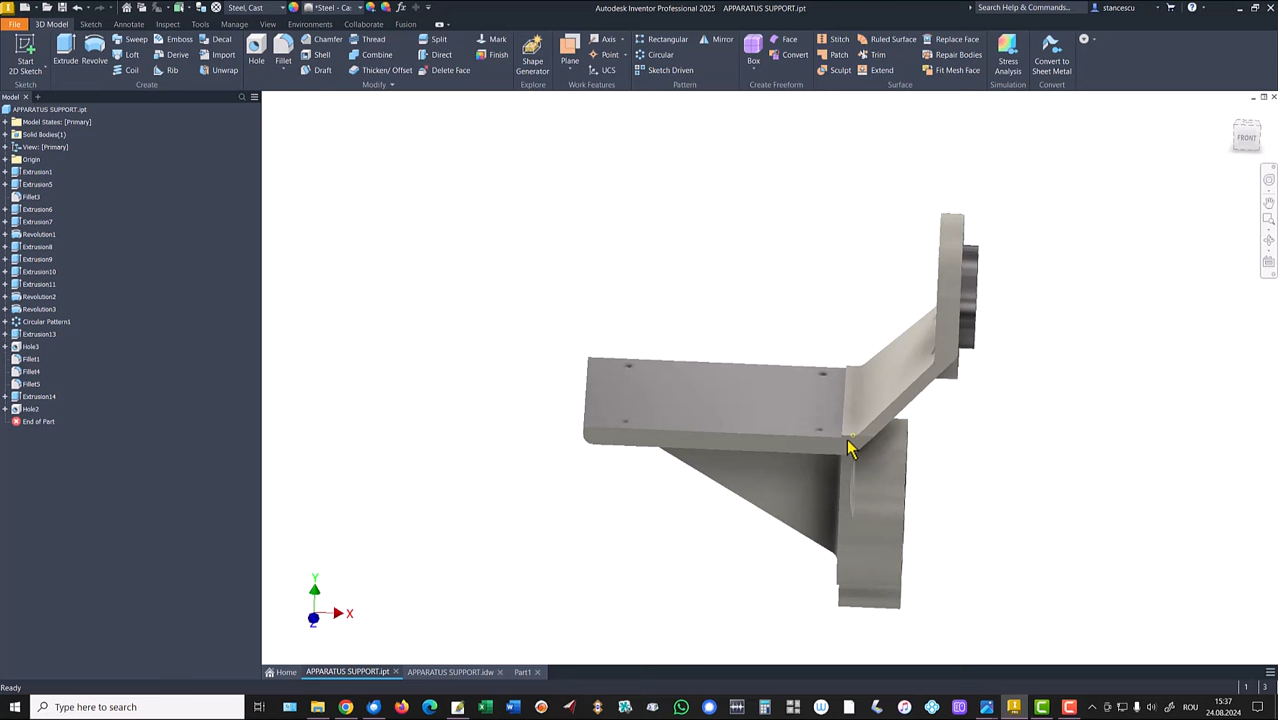 Steel, Cast
*Steel - Cas
fx
Autodesk Inventor Professional 2025 APPARATUS SUPPORT.ipt
Search Help & Commands...
stancescu
File
3D Model
Sketch
Annotate
Inspect
Tools
Manage
View
Environments
Collaborate
Fusion
Start
2D Sketch
Extrude
Revolve
Sweep
Loft
Coil
Emboss
Derive
Rib
Decal
Import
Unwrap
Hole
Fillet
Chamfer
Shell
Draft
Thread
Combine
Thicken/ Offset
Split
Direct
Delete Face
Mark
Finish
Shape
Generator
Plane
Axis
Point
UCS
Rectangular
Circular
Sketch Driven
Mirror
Box
Face
Convert
Stitch
Patch
Sculpt
Ruled Surface
Trim
Extend
Replace Face
Repair Bodies
Fit Mesh Face
Stress
Analysis
Convert to
Sheet Metal
Sketch
Create
Modify
Explore
Work Features
Pattern
Create Freeform
Surface
Simulation
Convert
Model
APPARATUS SUPPORT.ipt
Model States: [Primary]
Solid Bodies(1)
View: [Primary]
Origin
Extrusion1
Extrusion5
Fillet3
Extrusion6
Extrusion7
Revolution1
Extrusion8
Extrusion9
Extrusion10
Extrusion11
Revolution2
Revolution3
Circular Pattern1
Extrusion13
Hole3
Fillet1
Fillet4
Fillet5
Extrusion14
Hole2
End of Part
FRONT
Y
X
Z
Home
APPARATUS SUPPORT.ipt
APPARATUS SUPPORT.idw
Part1
Ready
1
3
Type here to search
ROU
15:37
24.08.2024